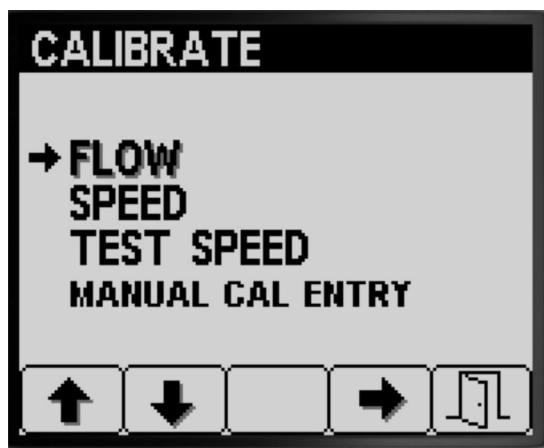 CALIBRATE
FLOW
SPEED
TEST SPEED
MANUAL CAL ENTRY